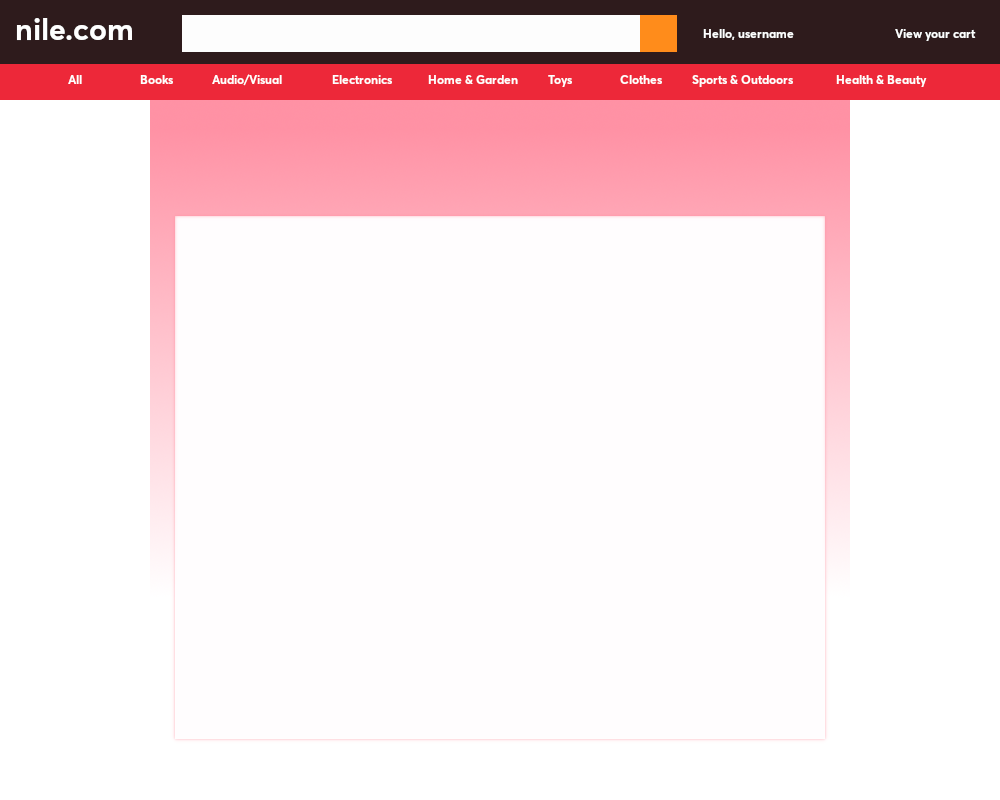 nile.com
Hello, username
View your cart
All Books Audio/Visual Electronics Home & Garden Toys Clothes Sports & Outdoors Health & Beauty